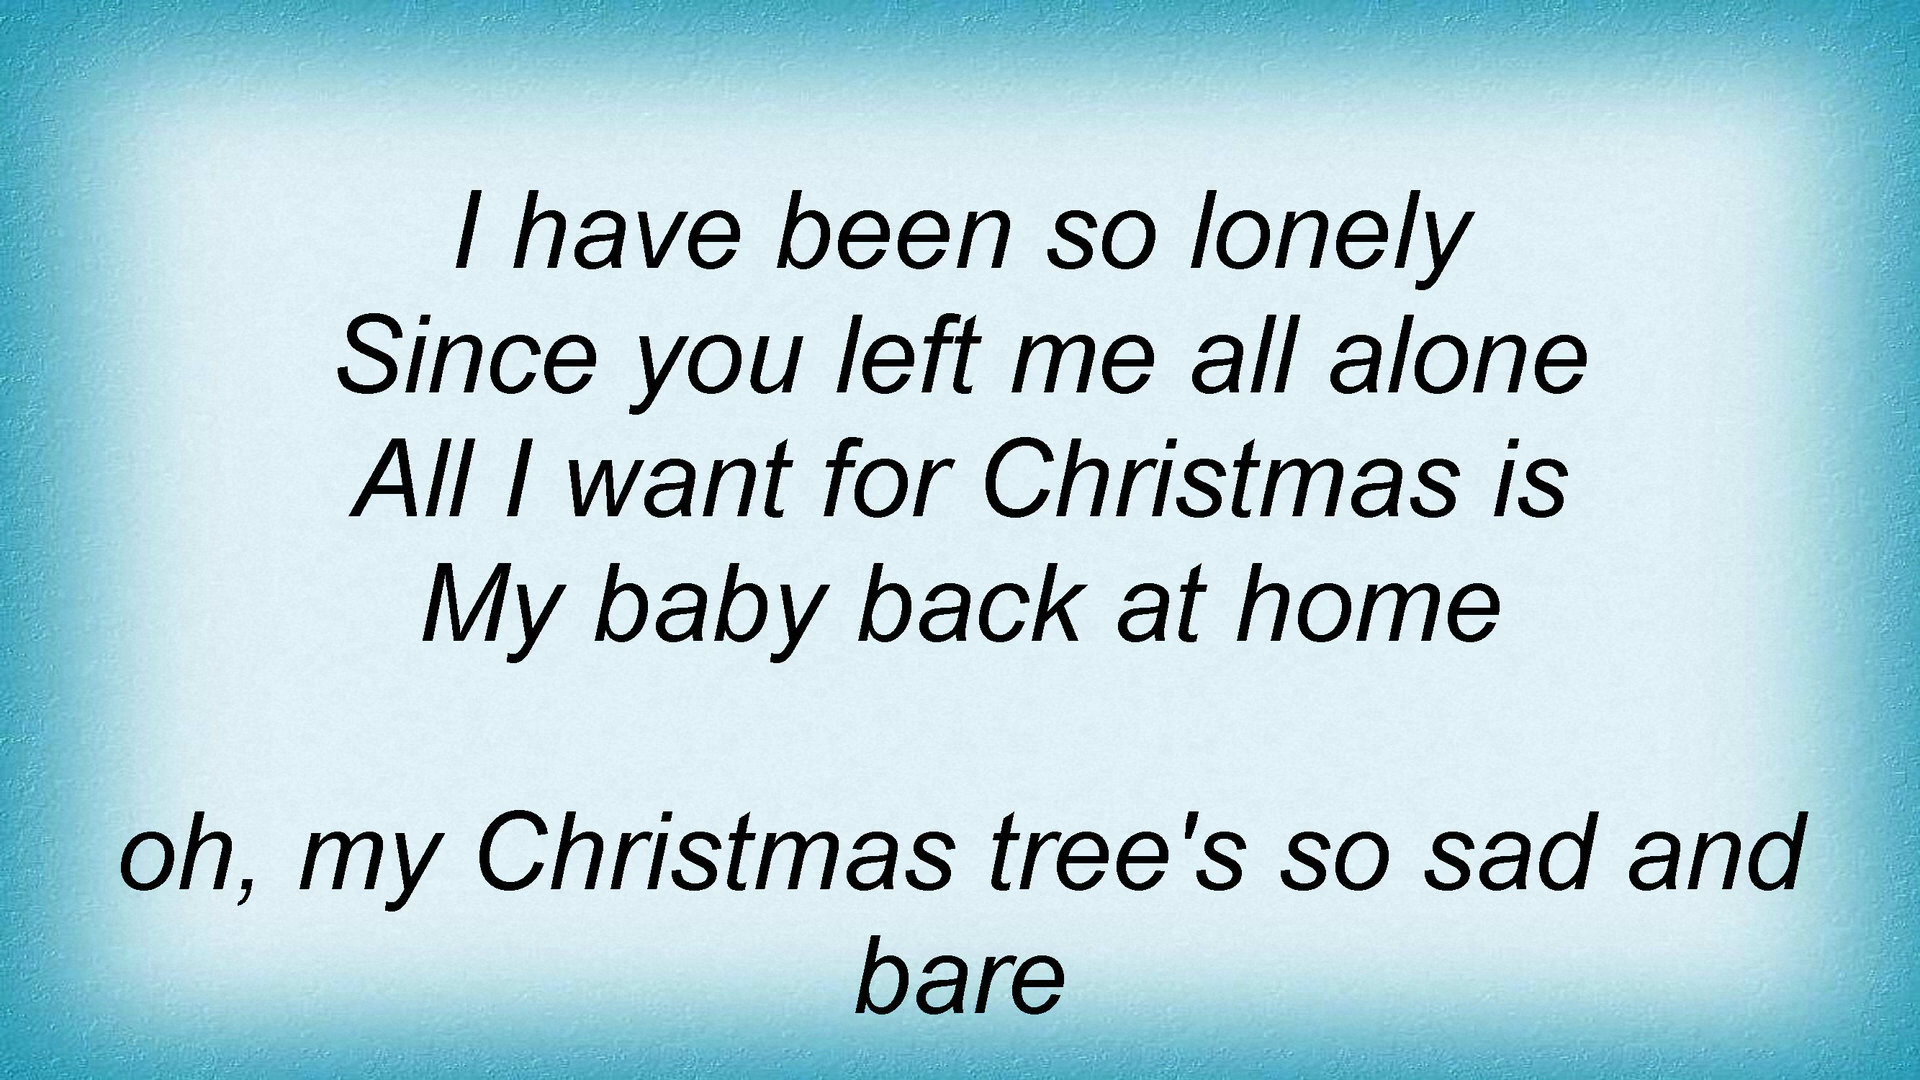 I have been so lonely
Since you left me all alone
All I want for Christmas is
My baby back at home
oh, my Christmas tree's so sad and
bare